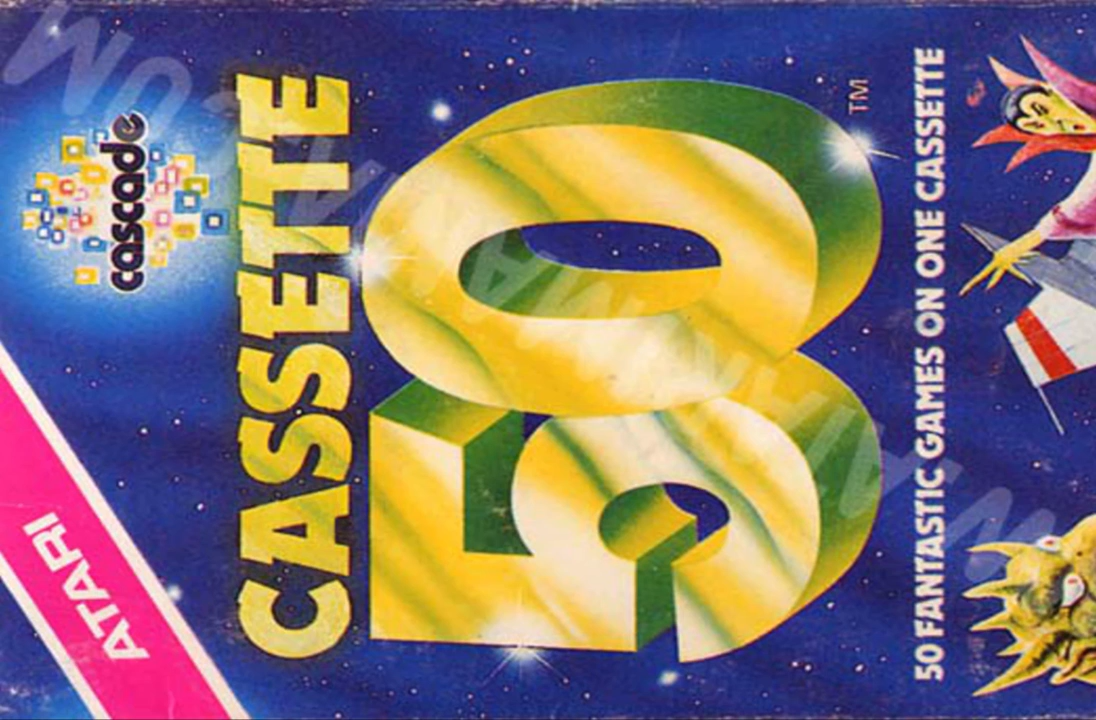 cascade
ATARI
CASSETTE
50
TM
50 FANTASTIC GAMES ON ONE CASSETTE